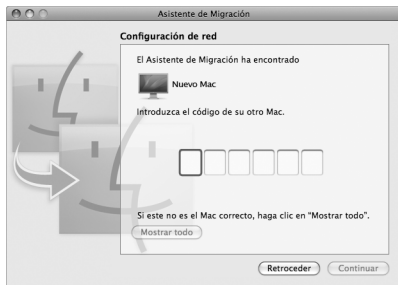 Asistente de Migración
Configuración de red
El Asistente de Migración ha encontrado
Nuevo Mac
Introduzca el código de su otro Mac.
Si este no es el Mac correcto, haga clic en “Mostrar todo”.
Mostrar todo
Retroceder
Continuar